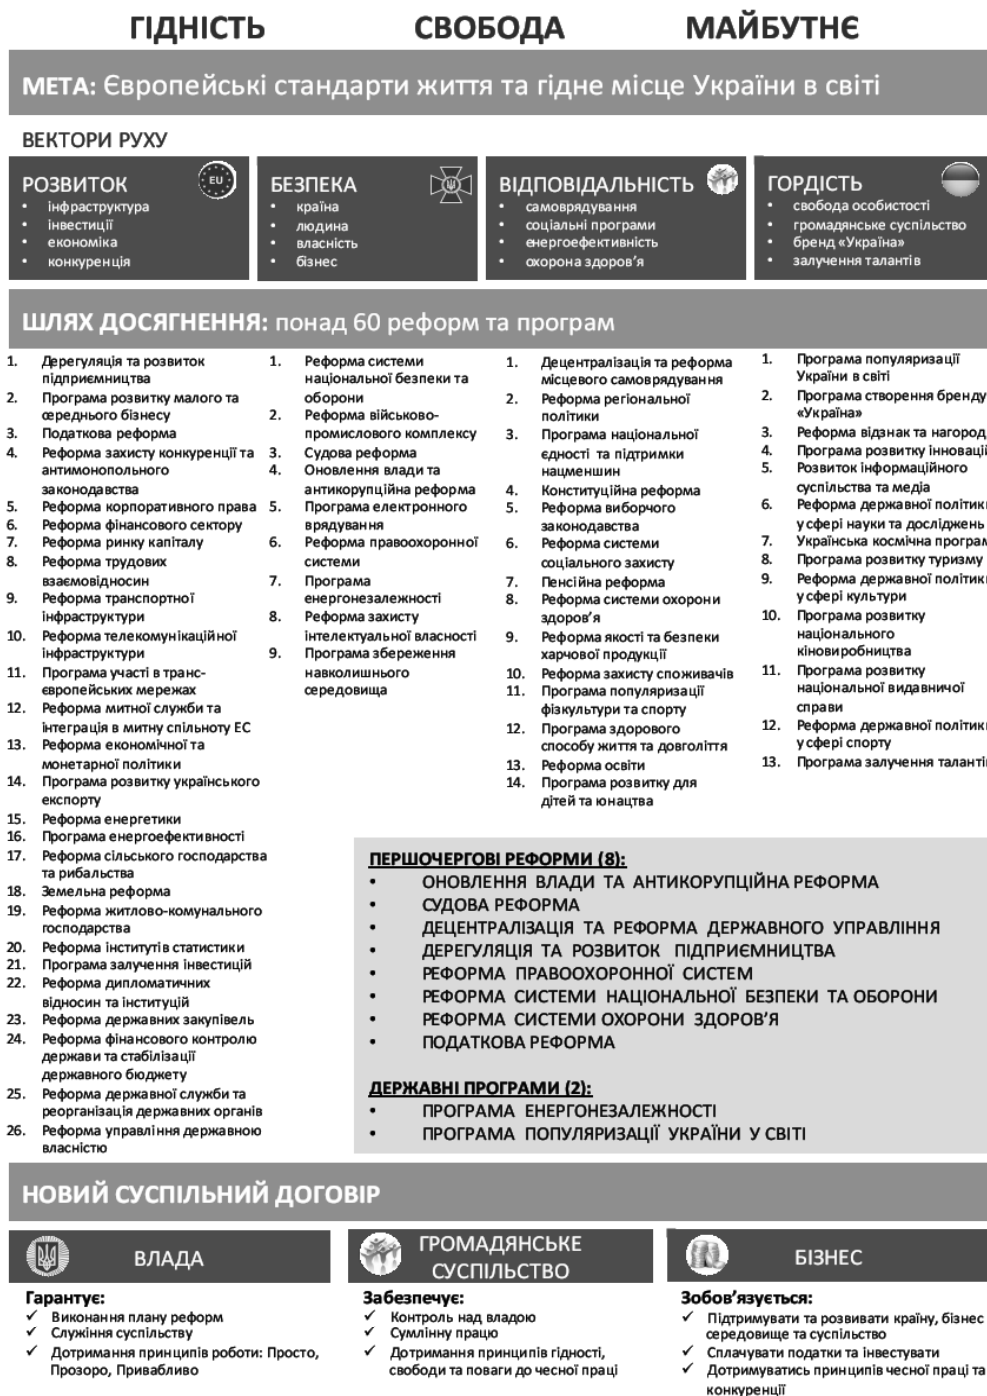 ГІДНІСТЬ СВОБОДА МАЙБУТНЄ
МЕТА: Європейські стандарти життя та гідне місце України в світі
ВЕКТОРИ РУХУ
РОЗВИТОК
EU
• інфраструктура
• інвестиції
• економіка
• конкуренція
БЕЗПЕКА
• країна
• людина
• власність
• бізнес
ВІДПОВІДАЛЬНІСТЬ
• самоврядування
• соціальні програми
• енергоефективність
• охорона здоров’я
ГОРДІСТЬ
• свобода особистості
• громадянське суспільство
• бренд «Україна»
• залучення талантів
ШЛЯХ ДОСЯГНЕННЯ: понад 60 реформ та програм
1. Дерегуляція та розвиток
підприємництва
2. Програма розвитку малого та
середнього бізнесу
3. Податкова реформа
4. Реформа захисту конкуренції та
антимонопольного
законодавства
5. Реформа корпоративного права
6. Реформа фінансового сектору
7. Реформа ринку капіталу
8. Реформа трудових
взаємовідносин
9. Реформа транспортної
інфраструктури
10. Реформа телекомунікаційної
інфраструктури
11. Програма участі в транс-
європейських мережах
12. Реформа митної служби та
інтеграція в митну спільноту ЕС
13. Реформа економічної та
монетарної політики
14. Програма розвитку українського
експорту
15. Реформа енергетики
16. Програма енергоефективності
17. Реформа сільського господарства
та рибальства
18. Земельна реформа
19. Реформа житлово-комунального
господарства
20. Реформа інститутів статистики
21. Програма залучення інвестицій
22. Реформа дипломатичних
відносин та інституцій
23. Реформа державних закупівель
24. Реформа фінансового контролю
держави та стабілізації
державного бюджету
25. Реформа державної служби та
реорганізація державних органів
26. Реформа управління державною
власністю
1. Реформа системи
національної безпеки та
оборони
2. Реформа військово-
промислового комплексу
3. Судова реформа
4. Оновлення влади та
антикорупційна реформа
5. Програма електронного
врядування
6. Реформа правоохоронної
системи
7. Програма
енергонезалежності
8. Реформа захисту
інтелектуальної власності
9. Програма збереження
навколишнього
середовища
1. Децентралізація та реформа
місцевого самоврядування
2. Реформа регіональної
політики
3. Програма національної
єдності та підтримки
нацменшин
4. Конституційна реформа
5. Реформа виборчого
законодавства
6. Реформа системи
соціального захисту
7. Пенсійна реформа
8. Реформа системи охорони
здоров’я
9. Реформа якості та безпеки
харчової продукції
10. Реформа захисту споживачів
11. Програма популяризації
фізкультури та спорту
12. Програма здорового
способу життя та довголіття
13. Реформа освіти
14. Програма розвитку для
дітей та юнацтва
1. Програма популяризації
України в світі
2. Програма створення бренду
«Україна»
3. Реформа відзнак та нагород
4. Програма розвитку інновацій
5. Розвиток інформаційного
суспільства та медіа
6. Реформа державної політики
у сфері науки та досліджень
7. Українська космічна програм
8. Програма розвитку туризму
9. Реформа державної політики
у сфері культури
10. Програма розвитку
національного
кіновиробництва
11. Програма розвитку
національної видавничої
справи
12. Реформа державної політики
у сфері спорту
13. Програма залучення таланті
ПЕРШОЧЕРГОВІ РЕФОРМИ (8):
• ОНОВЛЕННЯ ВЛАДИ ТА АНТИКОРУПЦІЙНА РЕФОРМА
• СУДОВА РЕФОРМА
• ДЕЦЕНТРАЛІЗАЦІЯ ТА РЕФОРМА ДЕРЖАВНОГО УПРАВЛІННЯ
• ДЕРЕГУЛЯЦІЯ ТА РОЗВИТОК ПІДПРИЄМНИЦТВА
• РЕФОРМА ПРАВООХОРОННОЇ СИСТЕМ
• РЕФОРМА СИСТЕМИ НАЦІОНАЛЬНОЇ БЕЗПЕКИ ТА ОБОРОНИ
• РЕФОРМА СИСТЕМИ ОХОРОНИ ЗДОРОВ’Я
• ПОДАТКОВА РЕФОРМА
ДЕРЖАВНІ ПРОГРАМИ (2):
• ПРОГРАМА ЕНЕРГОНЕЗАЛЕЖНОСТІ
• ПРОГРАМА ПОПУЛЯРИЗАЦІЇ УКРАЇНИ У СВІТІ
НОВИЙ СУСПІЛЬНИЙ ДОГОВІР
ВЛАДА
Гарантує:
✓ Виконання плану реформ
✓ Служіння суспільству
✓ Дотримання принципів роботи: Просто,
Прозоро, Привабливо
ГРОМАДЯНСЬКЕ
СУСПІЛЬСТВО
Забезпечує:
✓ Контроль над владою
✓ Сумлінну працю
✓ Дотримання принципів гідності,
свободи та поваги до чесної праці
БІЗНЕС
Зобов’язується:
✓ Підтримувати та розвивати країну, бізнес
середовище та суспільство
✓ Сплачувати податки та інвестувати
✓ Дотримуватись принципів чесної праці та
конкуренції